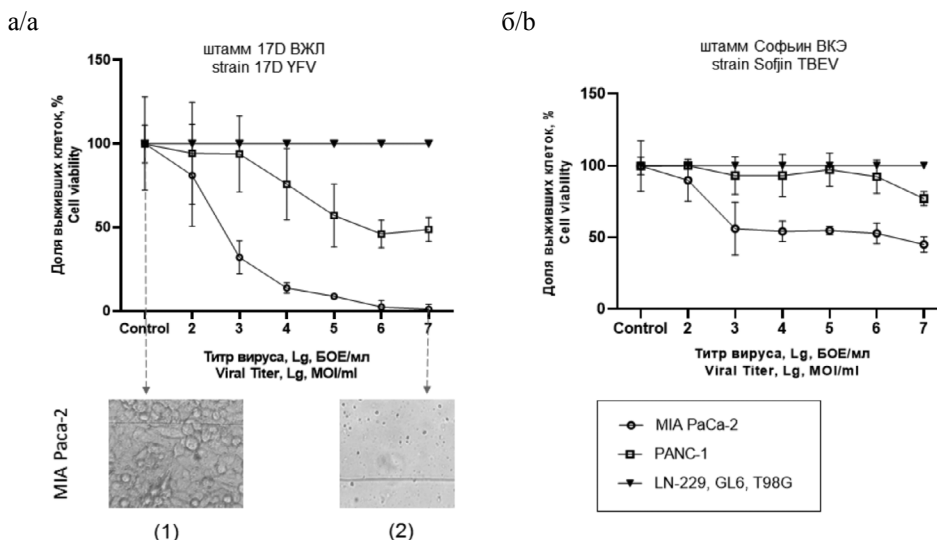 а/a
штамм 17D ВЖЛ
strain 17D YFV
Доля выживших клеток, %
Cell viability
150
100
50
0
Control 2 3 4 5 6 7
Титр вируса, Lg, БОЕ/мл
Viral Titer, Lg, MOI/ml
MIA Paca-2
(1)
(2)
б/b
штамм Софьин ВКЭ
strain Sofjin TBEV
Доля выживших клеток, %
Cell viability
150
100
50
0
Control 2 3 4 5 6 7
Титр вируса, Lg, БОЕ/мл
Viral Titer, Lg, MOI/ml
MIA PaCa-2
PANC-1
LN-229, GL6, T98G